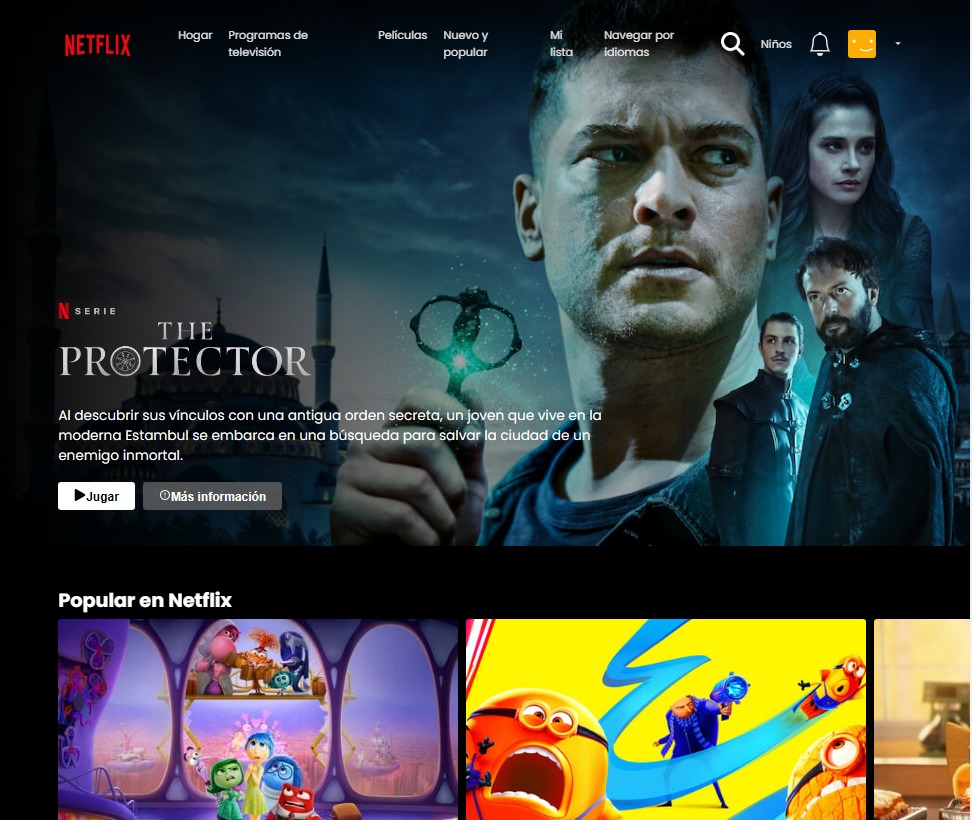 NETFLIX
Hogar
Programas de
televisión
Películas
Nuevo y
popular
Mi
lista
Navegar por
idiomas
Niños
N SERIE
THE
PROTECTOR
Al descubrir sus vínculos con una antigua orden secreta, un joven que vive en la
moderna Estambul se embarca en una búsqueda para salvar la ciudad de un
enemigo inmortal.
Jugar
Más información
Popular en Netflix